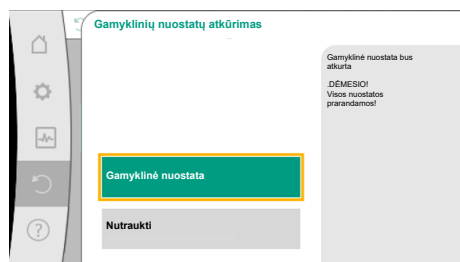 Gamyklinių nuostatų atkūrimas
Gamyklinė nuostata bus
atkurta
.DĖMESIO!
Visos nuostatos
prarandamos!
Gamyklinė nuostata
Nutraukti